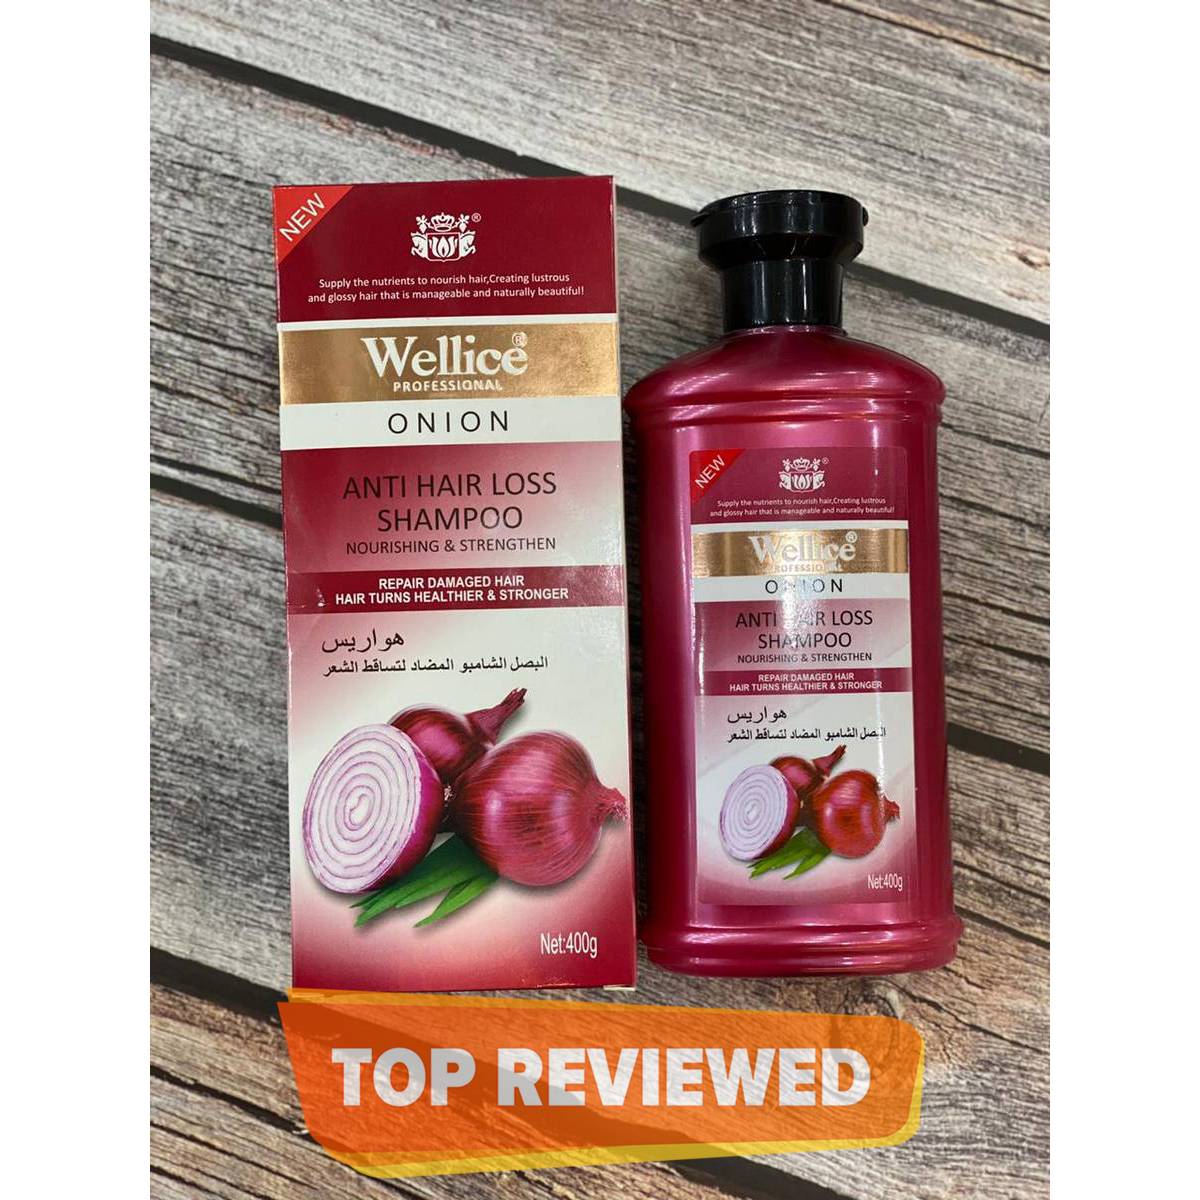 NEW
®
Supply the nutrients to nourish hair,Creating lustrous
and glossy hair that is manageable and naturally beautiful!
Wellice®
PROFESSIONAL
ONION
ANTI HAIR LOSS
SHAMPOO
NOURISHING & STRENGTHEN
REPAIR DAMAGED HAIR
HAIR TURNS HEALTHIER & STRONGER
هواريس
البصل الشامبو المضاد لتساقط الشعر
Net:400g
NEW
®
Supply the nutrients to nourish hair,Creating lustrous
and glossy hair that is manageable and naturally beautiful!
Wellice®
PROFESSIONAL
ONION
ANTI HAIR LOSS
SHAMPOO
NOURISHING & STRENGTHEN
REPAIR DAMAGED HAIR
HAIR TURNS HEALTHIER & STRONGER
هواريس
البصل الشامبو المضاد لتساقط الشعر
Net:400g
TOP REVIEWED